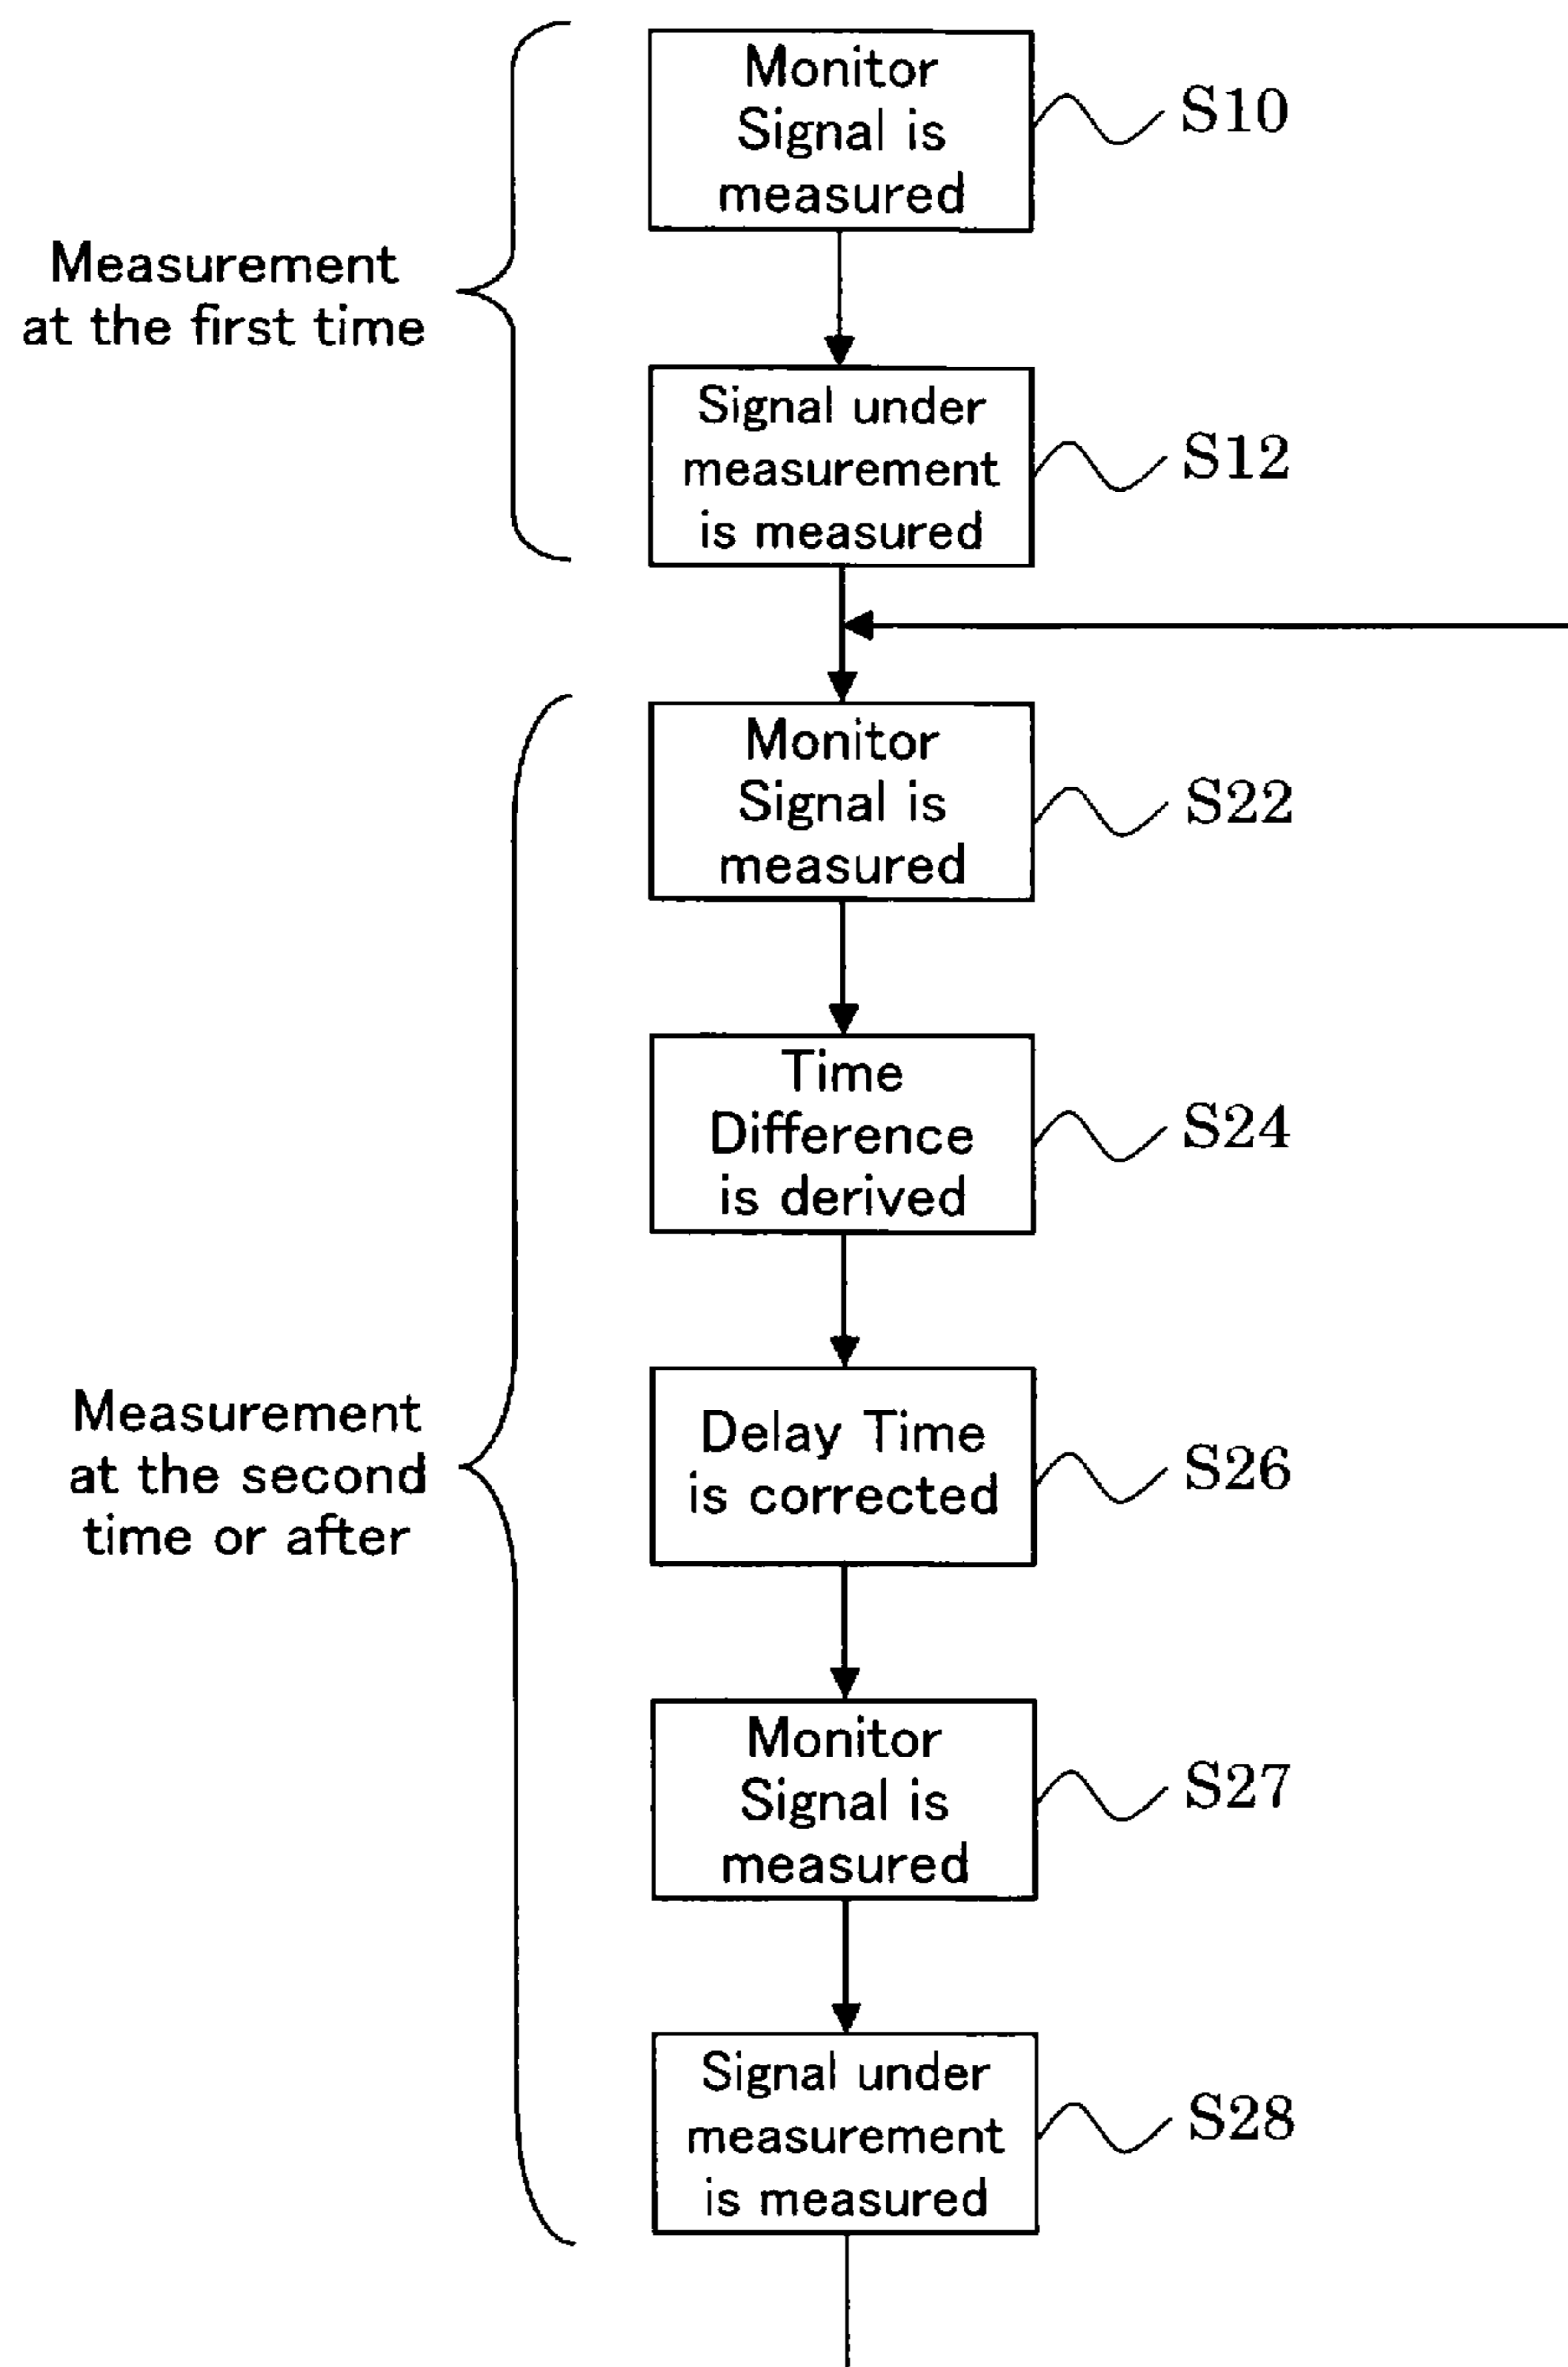 Monitor
Signal is
measured
S10
Measurement
at the first time
Signal under
measurement
is measured
S12
Monitor
Signal is
measured
S22
Time
Difference
is derived
S24
Measurement
at the second
time or after
Delay Time
is corrected
S26
Monitor
Signal is
measured
S27
Signal under
measurement
is measured
S28